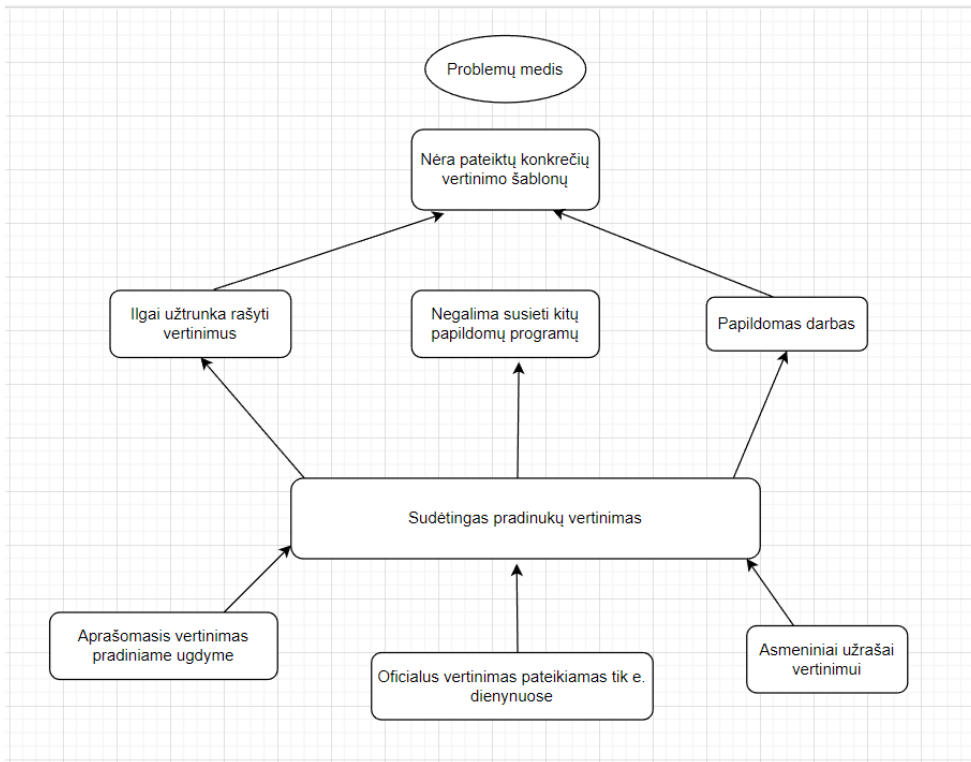 Problemų medis
Nėra pateiktų konkrečių
vertinimo šablonų
Ilgai užtrunka rašyti
vertinimus
Negalima susieti kitų
papildomų programų
Papildomas darbas
Sudėtingas pradinukų vertinimas
Aprašomasis vertinimas
pradiniame ugdyme
Oficialus vertinimas pateikiamas tik e.
dienynuose
Asmeniniai užrašai
vertinimui